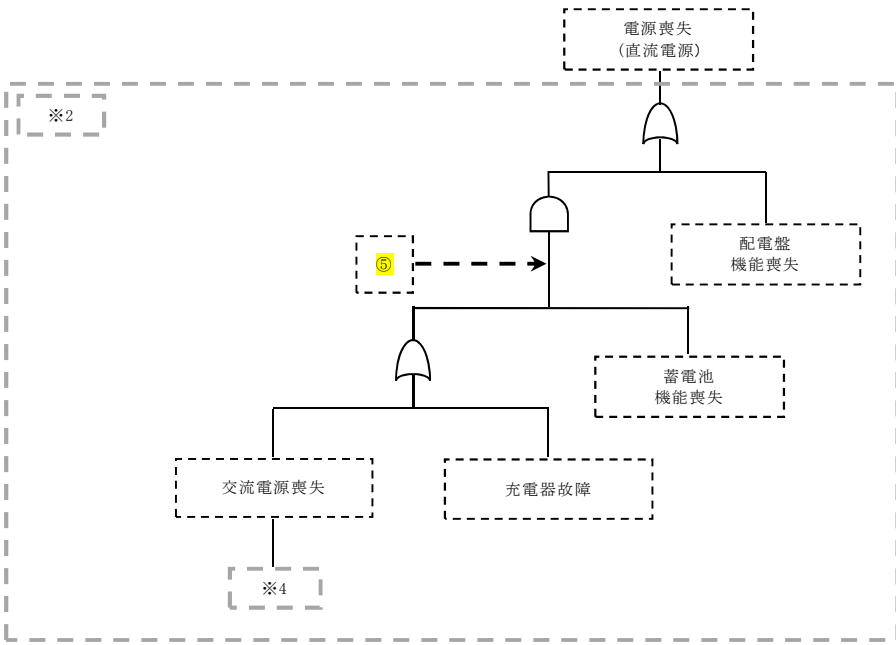 電源喪失
(直流電源)
※2
⑤
配電盤
機能喪失
蓄電池
機能喪失
交流電源喪失
充電器故障
※4